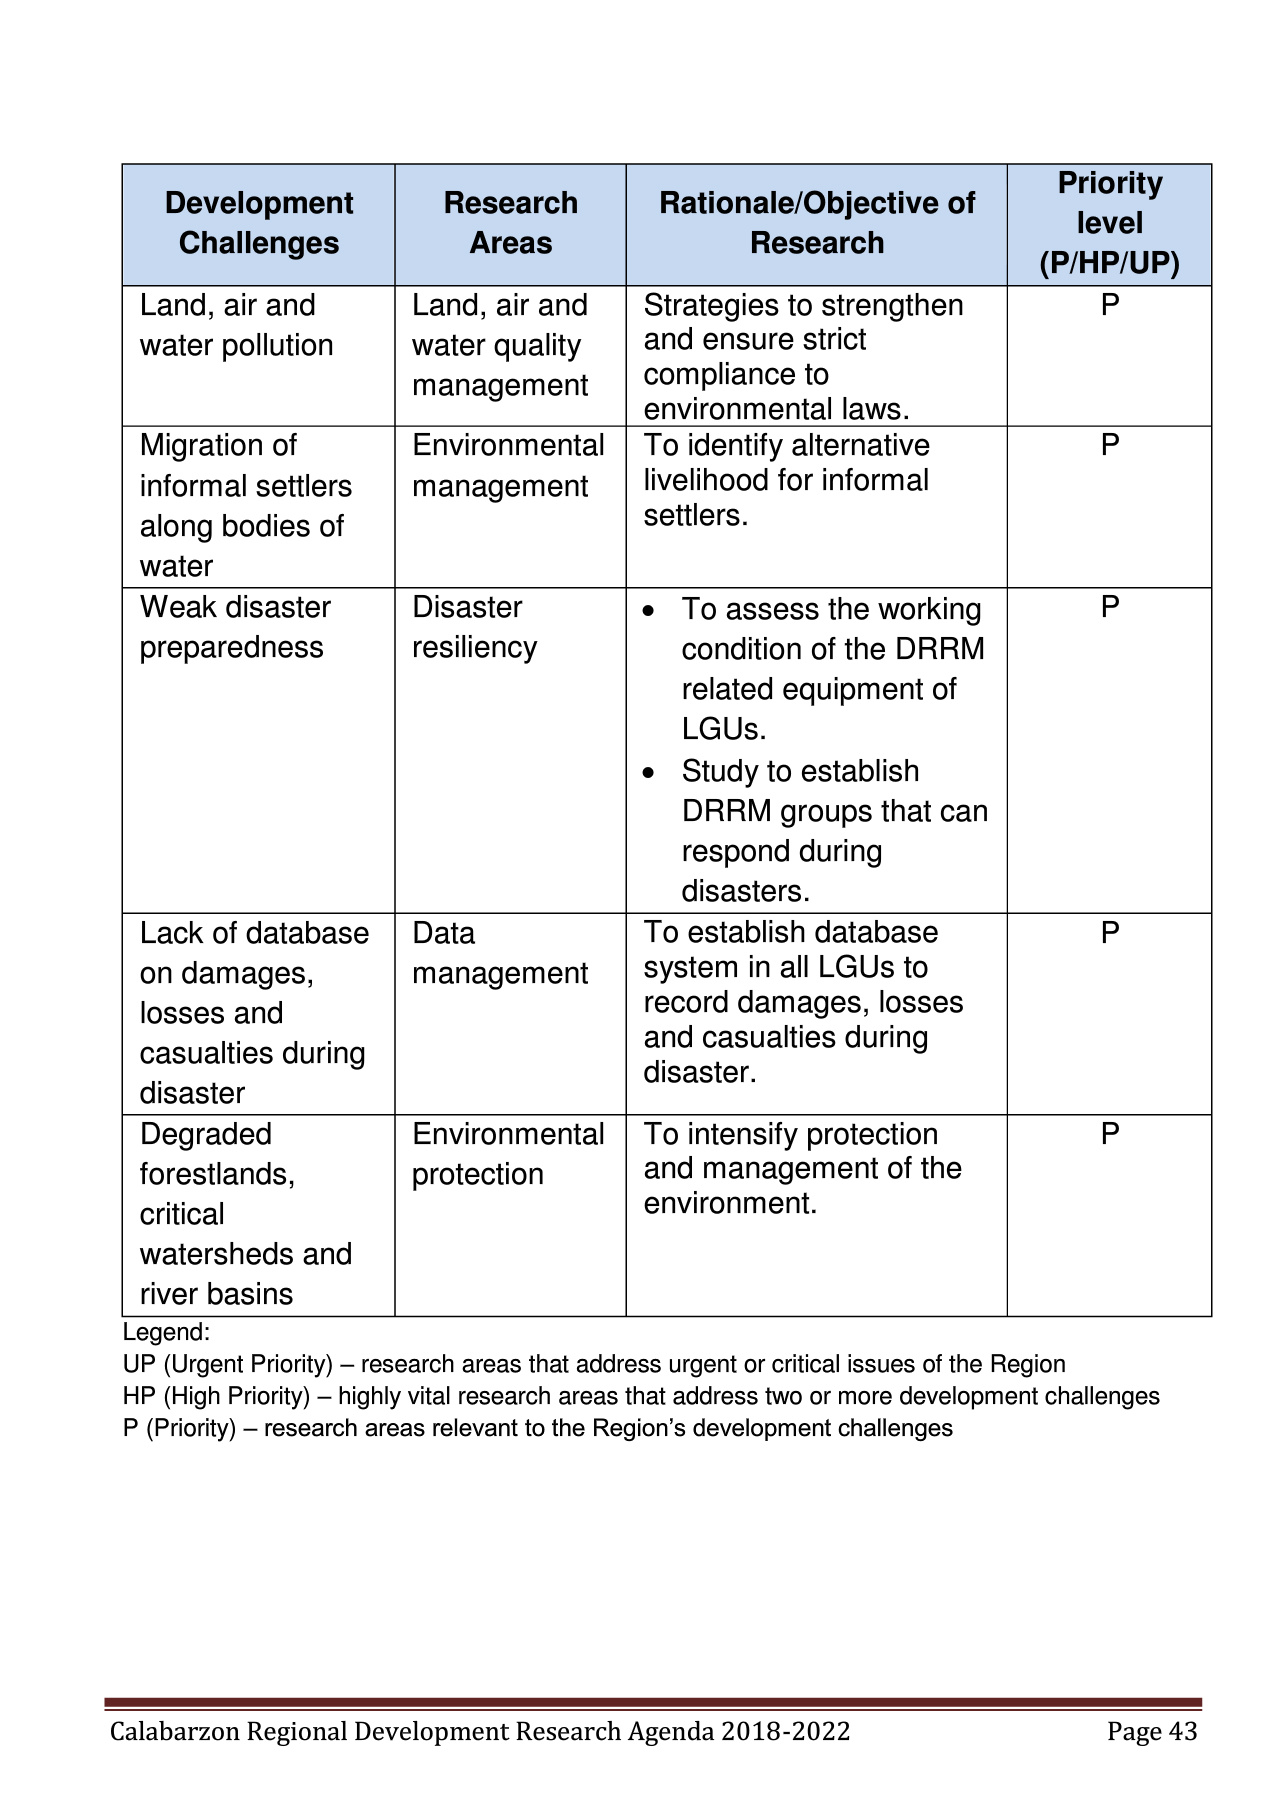 Development Challenges
Research Areas
Rationale/Objective of Research
Priority level (P/HP/UP)
Land, air and
water pollution
Land, air and
water quality
management
Strategies to strengthen
and ensure strict
compliance to
environmental laws.
P
Migration of
informal settlers
along bodies of
water
Environmental
management
To identify alternative
livelihood for informal
settlers.
P
Weak disaster
preparedness
Disaster
resiliency
• To assess the working
condition of the DRRM
related equipment of
LGUs.
• Study to establish
DRRM groups that can
respond during
disasters.
P
Lack of database
on damages,
losses and
casualties during
disaster
Data
management
To establish database
system in all LGUs to
record damages, losses
and casualties during
disaster.
P
Degraded
forestlands,
critical
watersheds and
river basins
Environmental
protection
To intensify protection
and management of the
environment.
P
Legend:
UP (Urgent Priority) – research areas that address urgent or critical issues of the Region
HP (High Priority) – highly vital research areas that address two or more development challenges
P (Priority) – research areas relevant to the Region’s development challenges
Calabarzon Regional Development Research Agenda 2018-2022 Page 43